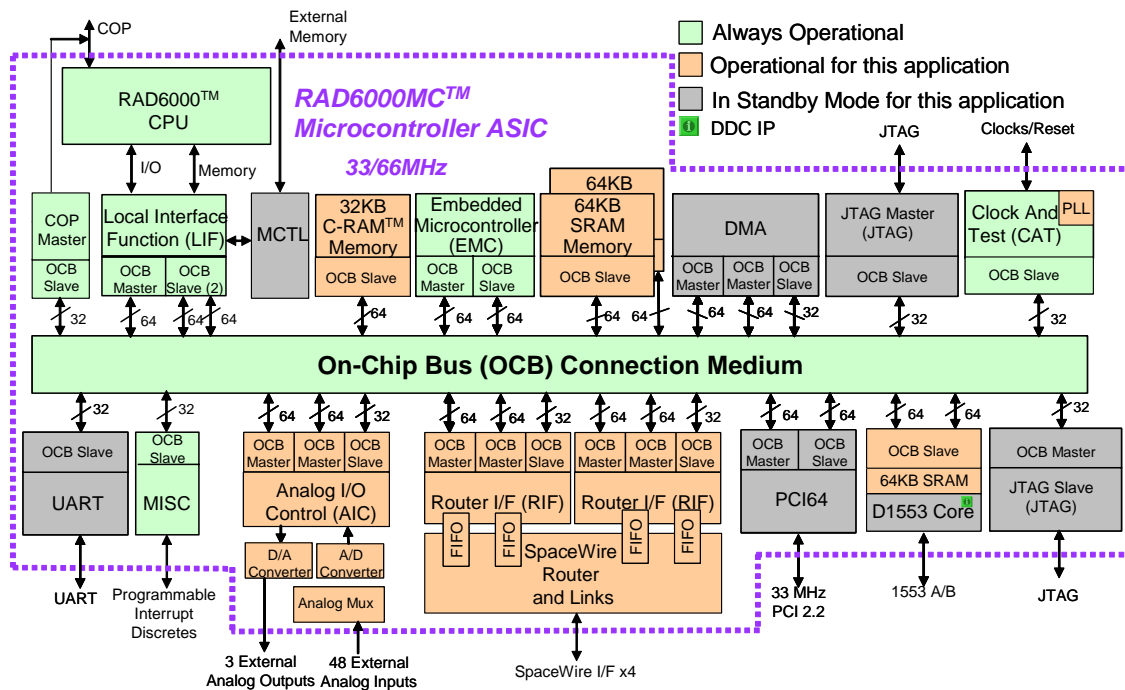 COP
External
Memory
Always Operational
Operational for this application
In Standby Mode for this application
DDC IP
RAD6000™
CPU
RAD6000MC™
Microcontroller ASIC
33/66MHz
JTAG
Clocks/Reset
I/O
Memory
COP
Master
OCB
Slave
Local Interface
Function (LIF)
OCB
Master
OCB
Slave (2)
MCTL
32KB
C-RAM™
Memory
OCB Slave
Embedded
Microcontroller
(EMC)
OCB
Master
OCB
Slave
64KB
64KB
SRAM
Memory
OCB Slave
DMA
OCB
Master
OCB
Master
OCB
Slave
JTAG Master
(JTAG)
OCB Slave
Clock And
Test (CAT)
PLL
OCB Slave
32
64
64
64
64
64
64
64
64
64
64
32
32
32
On-Chip Bus (OCB) Connection Medium
32
32
64
64
32
64
64
32
64
64
32
64
64
64
64
32
OCB Slave
UART
OCB
Slave
MISC
OCB
Master
OCB
Master
OCB
Slave
Analog I/O
Control (AIC)
D/A
Converter
A/D
Converter
Analog Mux
OCB
Master
OCB
Master
OCB
Slave
Router I/F (RIF)
OCB
Master
OCB
Master
OCB
Slave
Router I/F (RIF)
FIFO
FIFO
FIFO
FIFO
SpaceWire
Router
and Links
OCB
Master
OCB
Slave
PCI64
OCB Slave
64KB SRAM
D1553 Core
OCB Master
JTAG Slave
(JTAG)
UART
Programmable
Interrupt
Discretes
3 External
Analog Outputs
48 External
Analog Inputs
SpaceWire I/F x4
33 MHz
PCI 2.2
1553 A/B
JTAG